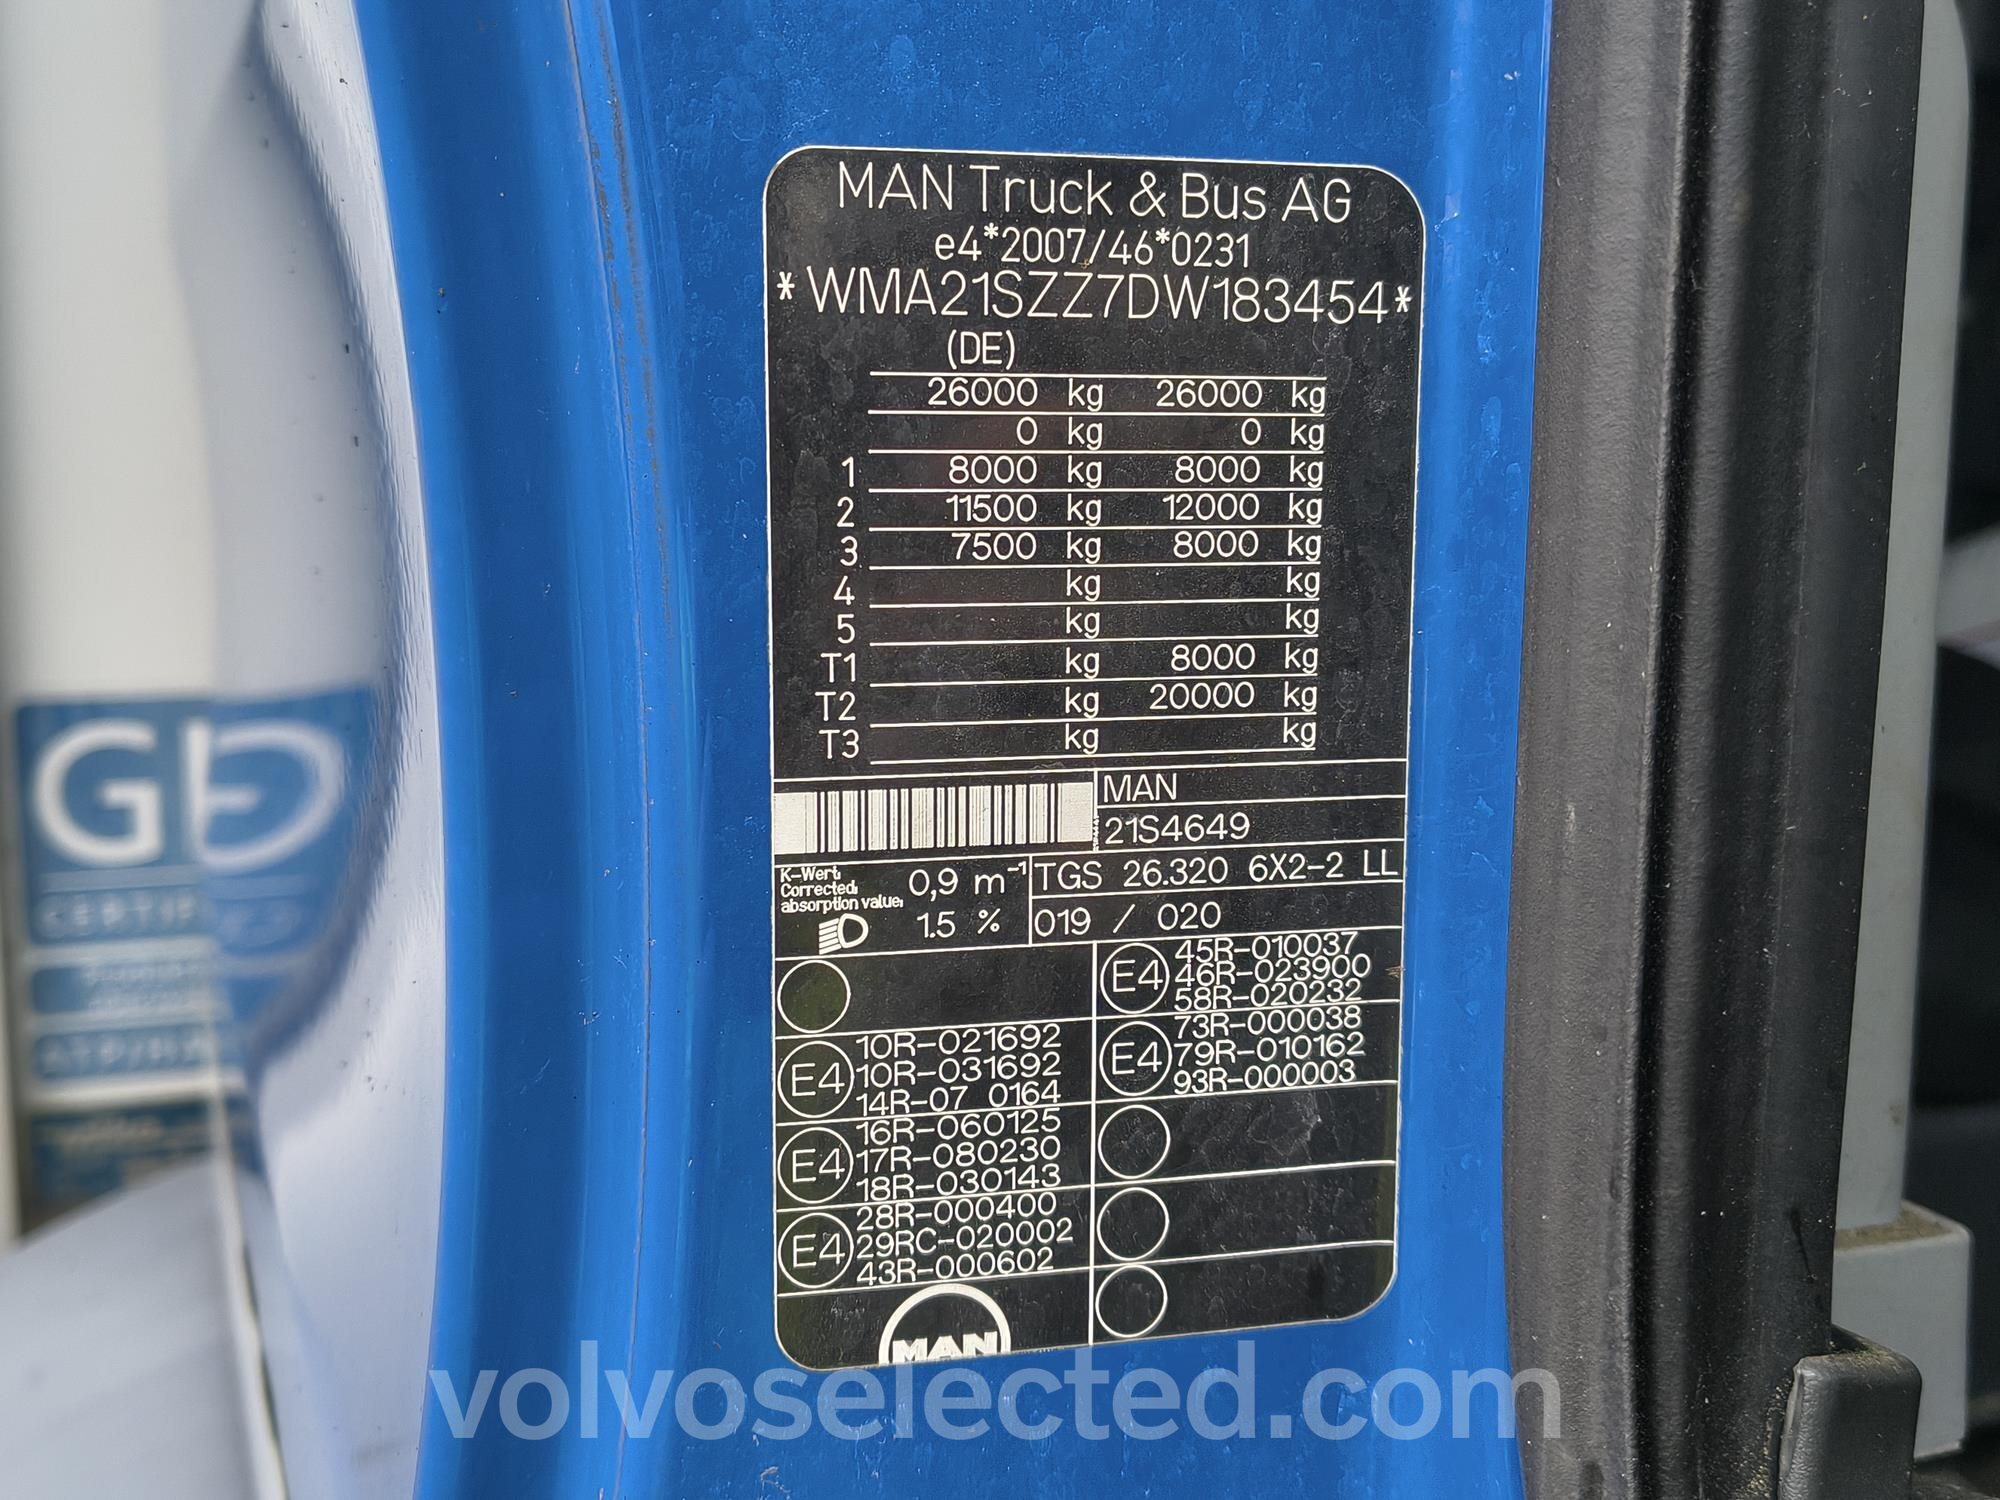 MAN Truck & Bus AG
e4*2007/46*0231
*WMA21SZZ7DW183454*
(DE)
26000 kg 26000 kg
0 kg 0 kg
1 8000 kg 8000 kg
2 11500 kg 12000 kg
3 7500 kg 8000 kg
4 kg kg
5 kg kg
T1 kg 8000 kg
T2 kg 20000 kg
T3 kg kg
MAN
21S4649
K-Wert:
Corrected
absorption value:
0,9 m-1
1.5 %
TGS 26.320 6X2-2 LL
019 / 020
E4
10R-021692
10R-031692
14R-07 0164
E4
16R-060125
17R-080230
18R-030143
E4
28R-000400
29RC-020002
43R-000602
E4
45R-010037
46R-023900
58R-020232
E4
73R-000038
79R-010162
93R-000003
MAN
volvoselected.com